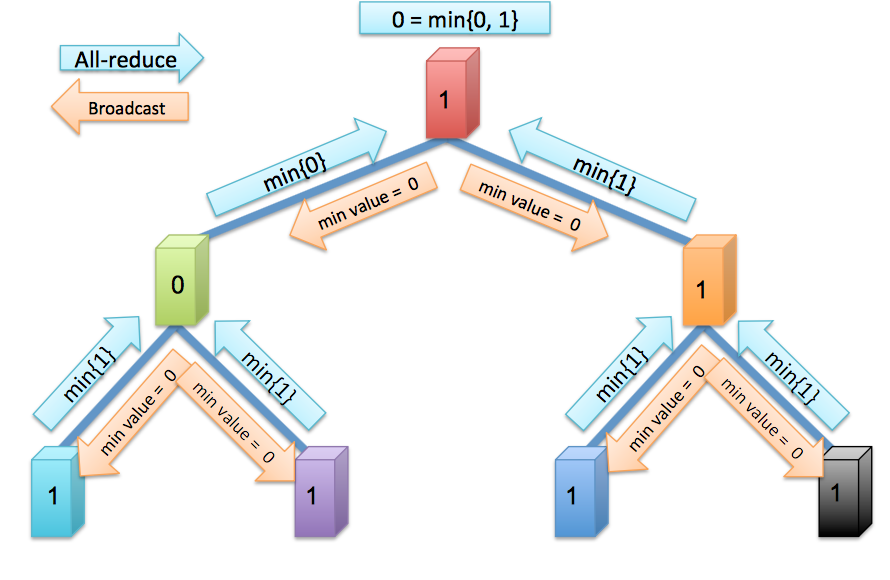 0 = min{0, 1}
All-reduce
Broadcast
1
min{0}
min{1}
min value = 0
min value = 0
0
1
min{1}
min{1}
min{1}
min{1}
min value = 0
min value = 0
min value = 0
min value = 0
1
1
1
1